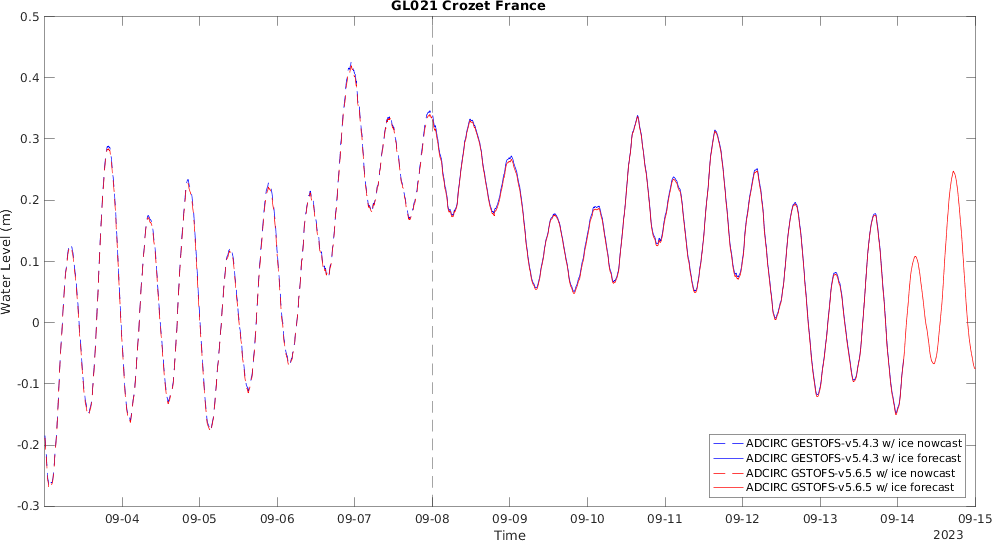 GL021 Crozet France
0.5
0.4
0.3
0.2
0.1
0
-0.1
-0.2
-0.3
Water Level (m)
ADCIRC GESTOFS-v5.4.3 w/ ice nowcast
ADCIRC GESTOFS-v5.4.3 w/ ice forecast
ADCIRC GSTOFS-v5.6.5 w/ ice nowcast
ADCIRC GSTOFS-v5.6.5 w/ ice forecast
09-04 09-05 09-06 09-07 09-08 09-09 09-10 09-11 09-12 09-13 09-14 09-15
Time
2023